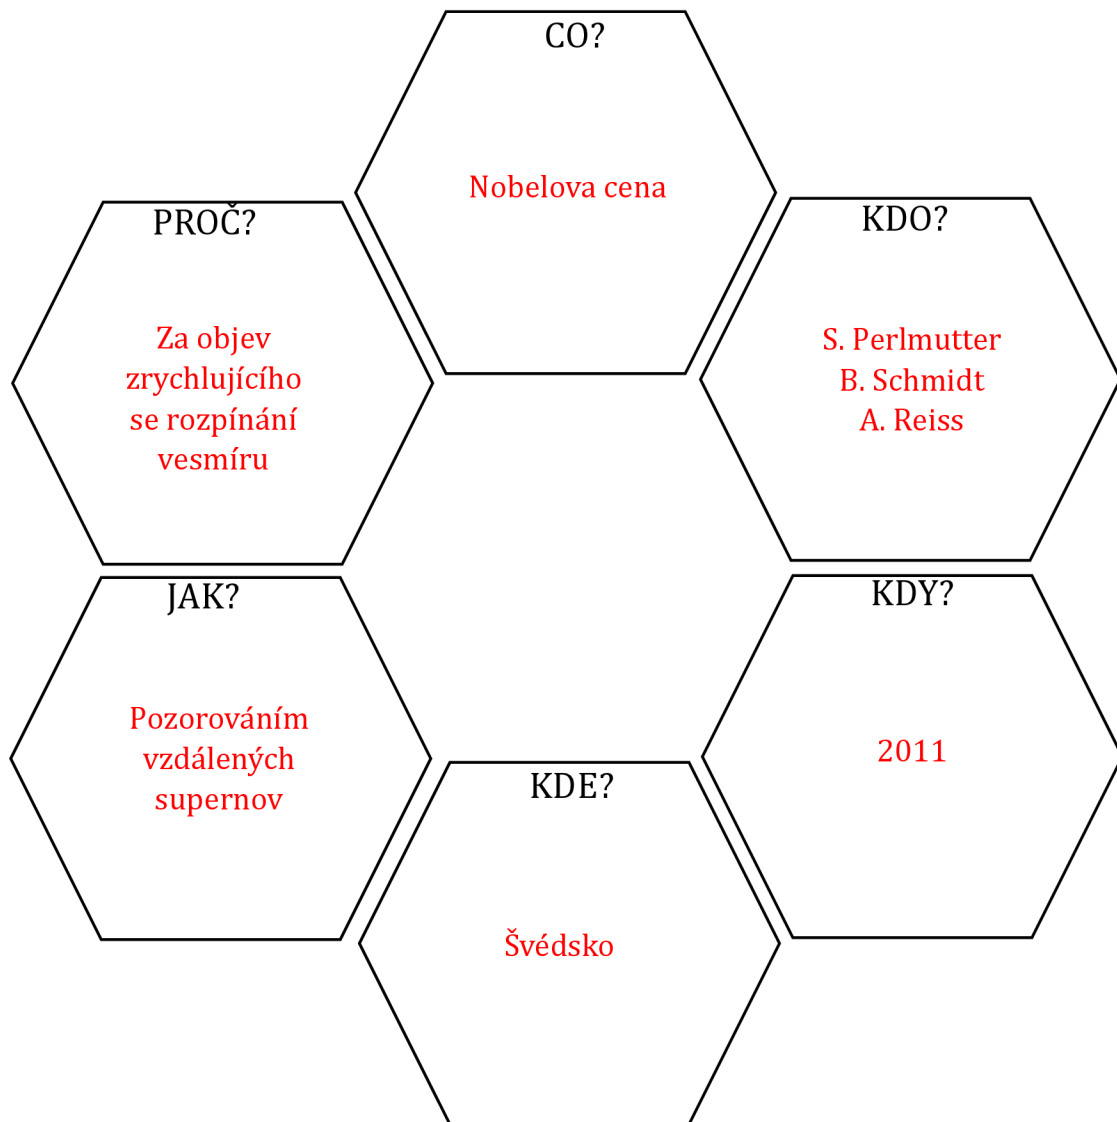 CO?
Nobelova cena
KDO?
S. Perlmutter
B. Schmidt
A. Reiss
KDY?
2011
KDE?
Švédsko
JAK?
Pozorováním
vzdálených
supernov
PROČ?
Za objev
zrychlujícího
se rozpínání
vesmíru